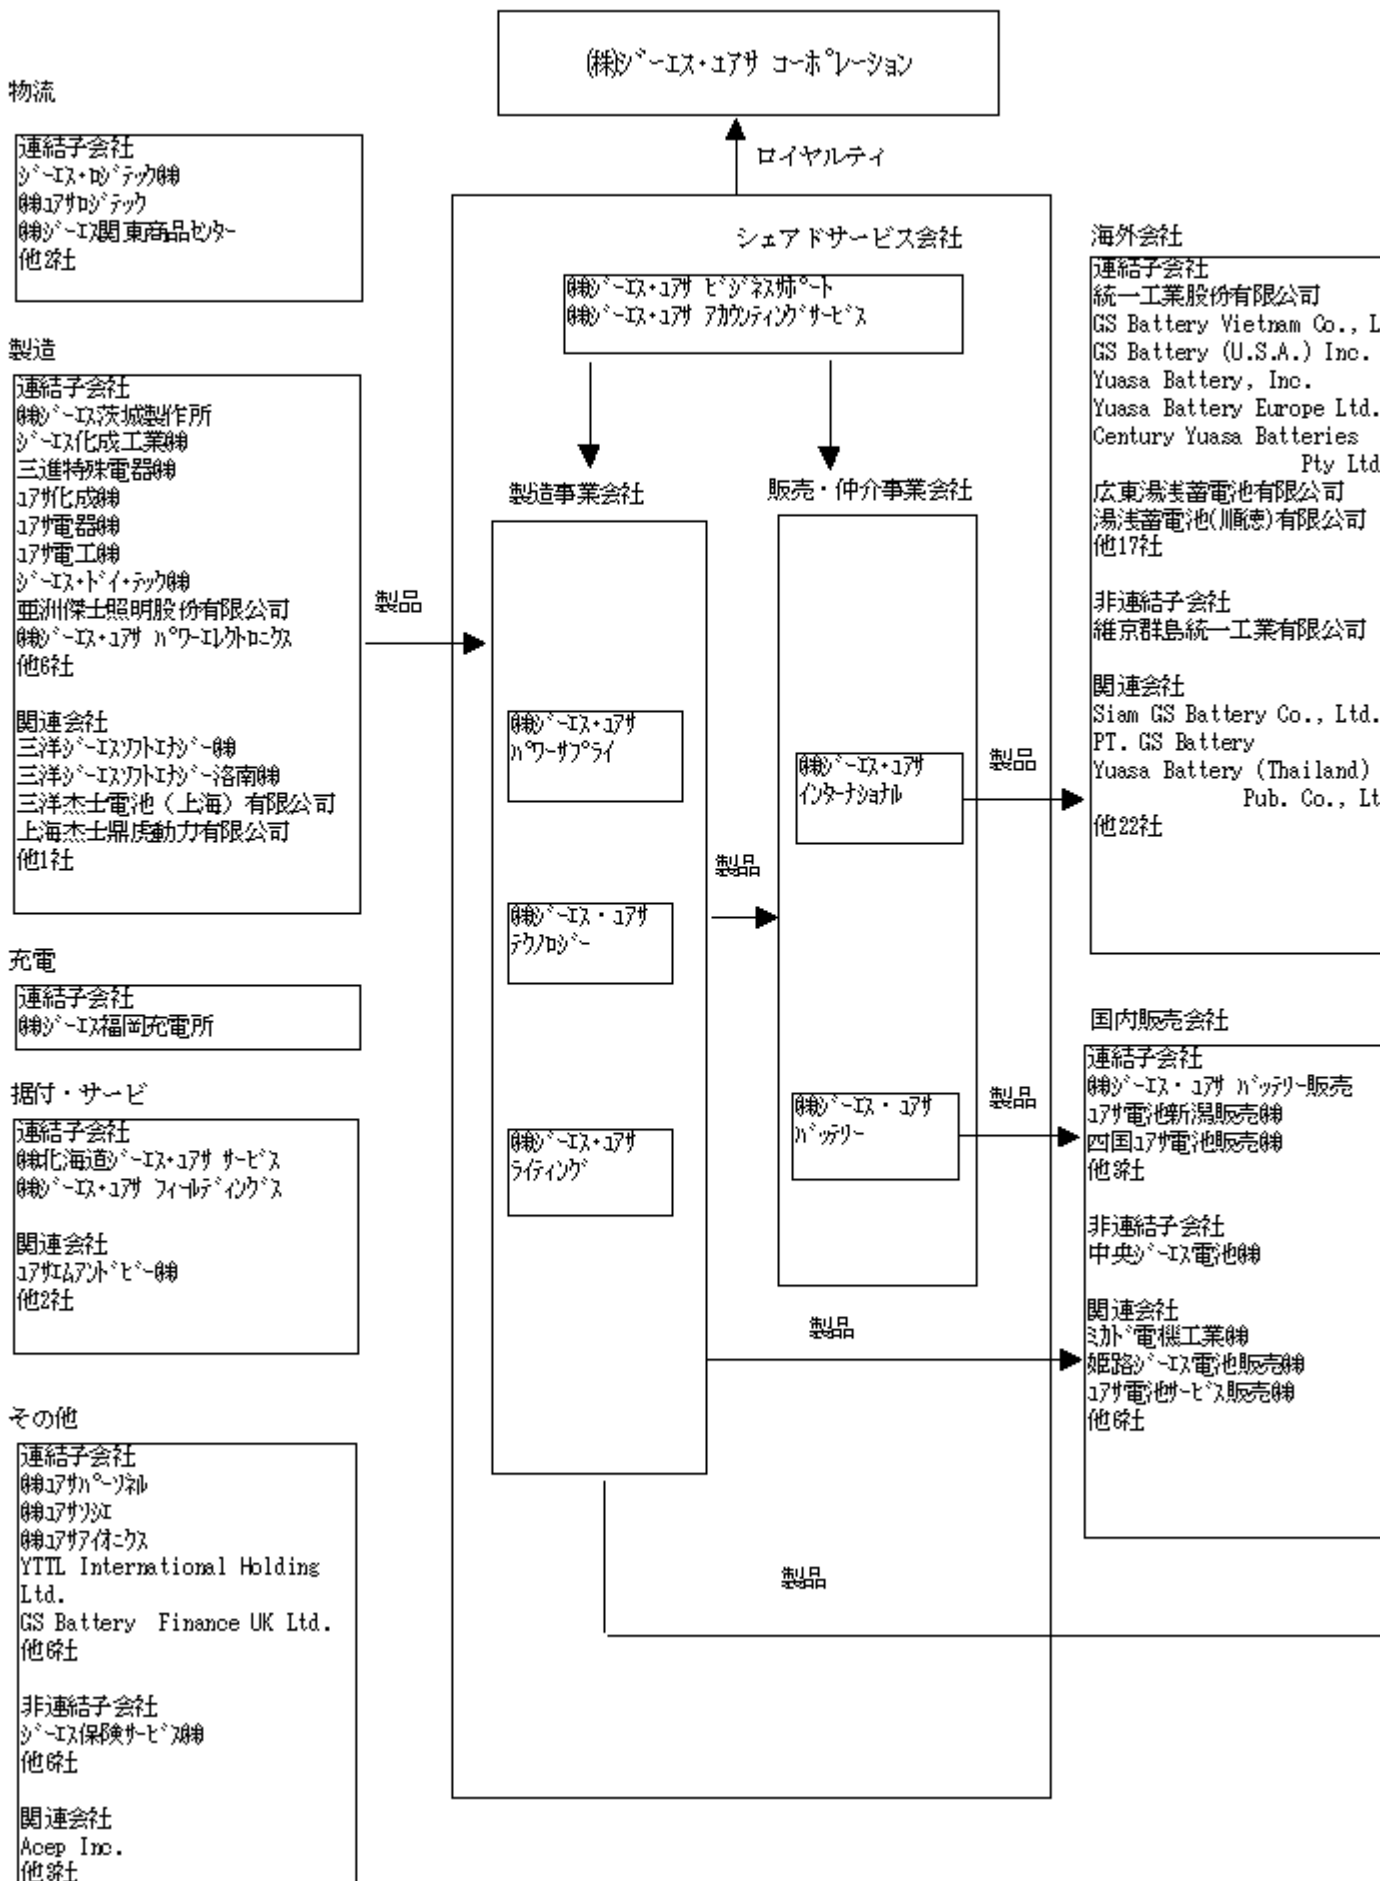 ㈱ｼﾞｰｴｽ・ﾕｱｻ ｺｰﾎﾟﾚｰｼｮﾝ
ロイヤルティ
物流
連結子会社
ｼﾞｰｴｽ・ﾛｼﾞﾃｯｸ㈱
㈱ﾕｱｻﾛｼﾞﾃｯｸ
㈱ｼﾞｰｴｽ関東商品ｾﾝﾀｰ
他2社
製造
連結子会社
㈱ｼﾞｰｴｽ茨城製作所
ｼﾞｰｴｽ化成工業㈱
三進特殊電器㈱
ﾕｱｻ化成㈱
ﾕｱｻ電器㈱
ﾕｱｻ電工㈱
ｼﾞｰｴｽ・ﾄﾞｲ・ﾃｯｸ㈱
亜洲傑士照明股份有限公司
㈱ｼﾞｰｴｽ・ﾕｱｻ ﾊﾟﾜｰｴﾚｸﾄﾛﾆｸｽ
他6社
関連会社
三洋ｼﾞｰｴｽｿﾌﾄｴﾅｼﾞｰ㈱
三洋ｼﾞｰｴｽｿﾌﾄｴﾅｼﾞｰ洛南㈱
三洋杰士電池（上海）有限公司
上海杰士鼎虎動力有限公司
他1社
製品
充電
連結子会社
㈱ｼﾞｰｴｽ福岡充電所
据付・サービ
連結子会社
㈱北海道ｼﾞｰｴｽ・ﾕｱｻ ｻｰﾋﾞｽ
㈱ｼﾞｰｴｽ・ﾕｱｻ ﾌｨｰﾙﾃﾞｨﾝｸﾞｽ
関連会社
ﾕｱｻｴﾑｱﾝﾄﾞﾋﾞｰ㈱
他2社
その他
連結子会社
㈱ﾕｱｻﾊﾟｰｿﾈﾙ
㈱ﾕｱｻｿｼｴ
㈱ﾕｱｻｱｲｵﾆｸｽ
YTTL International Holding
Ltd.
GS Battery Finance UK Ltd.
他6社
非連結子会社
ｼﾞｰｴｽ保険ｻｰﾋﾞｽ㈱
他6社
関連会社
Acep Inc.
他3社
シェアドサービス会社
㈱ｼﾞｰｴｽ・ﾕｱｻ ﾋﾞｼﾞﾈｽｻﾎﾟｰﾄ
㈱ｼﾞｰｴｽ・ﾕｱｻ ｱｶｳﾝﾃｨﾝｸﾞｻｰﾋﾞｽ
製造事業会社
㈱ｼﾞｰｴｽ・ﾕｱｻ
ﾊﾟﾜｰｻﾌﾟﾗｲ
㈱ｼﾞｰｴｽ・ﾕｱｻ
ﾃｸﾉﾛｼﾞｰ
㈱ｼﾞｰｴｽ・ﾕｱｻ
ﾗｲﾃｨﾝｸﾞ
製品
販売・仲介事業会社
㈱ｼﾞｰｴｽ・ﾕｱｻ
ｲﾝﾀｰﾅｼｮﾅﾙ
㈱ｼﾞｰｴｽ・ﾕｱｻ
ﾊﾞｯﾃﾘｰ
製品
製品
製品
製品
海外会社
連結子会社
統一工業股份有限公司
GS Battery Vietnam Co., L
GS Battery (U.S.A.) Inc.
Yuasa Battery, Inc.
Yuasa Battery Europe Ltd.
Century Yuasa Batteries
Pty Ltd
広東湯浅蓄電池有限公司
湯浅蓄電池(順徳)有限公司
他17社
非連結子会社
維京群島統一工業有限公司
関連会社
Siam GS Battery Co., Ltd.
PT. GS Battery
Yuasa Battery (Thailand)
Pub. Co., Lt
他22社
国内販売会社
連結子会社
㈱ｼﾞｰｴｽ・ﾕｱｻ ﾊﾞｯﾃﾘｰ販売
ﾕｱｻ電池新潟販売㈱
四国ﾕｱｻ電池販売㈱
非連結子会社
中央ｼﾞｰｴｽ電池㈱
関連会社
ﾐｶﾄﾞ電機工業㈱
姫路ｼﾞｰｴｽ電池販売㈱
ﾕｱｻ電池ｻｰﾋﾞｽ販売㈱
他6社